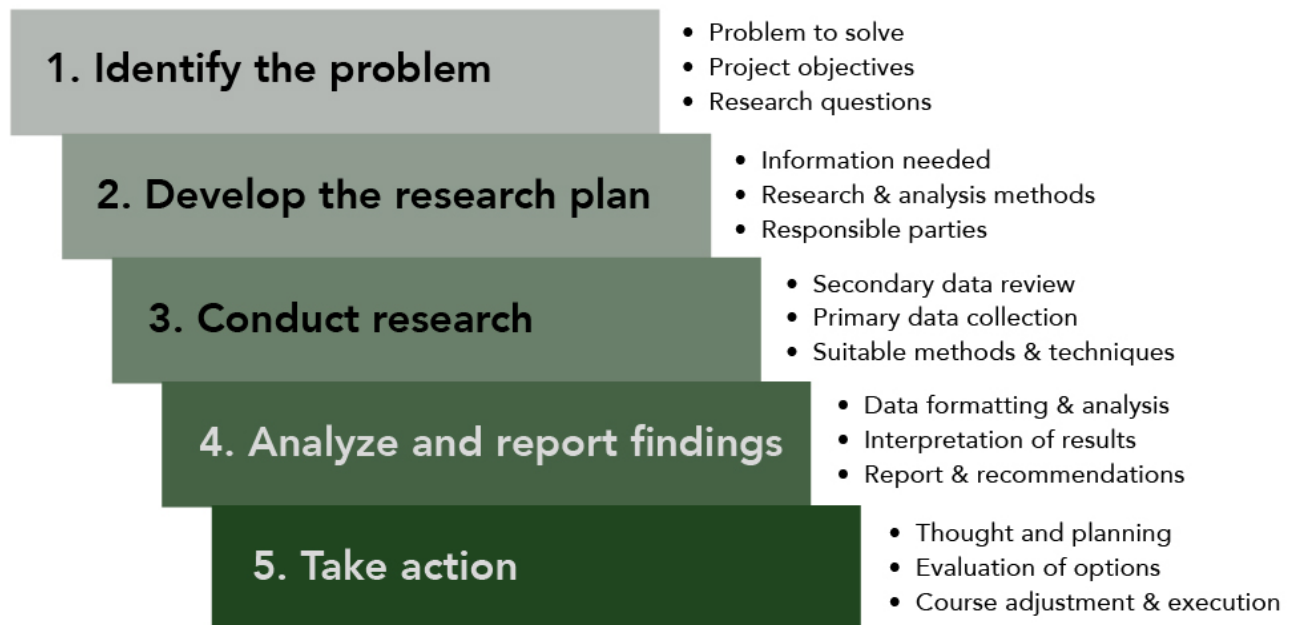 1. Identify the problem
• Problem to solve
• Project objectives
• Research questions
2. Develop the research plan
• Information needed
• Research & analysis methods
• Responsible parties
3. Conduct research
• Secondary data review
• Primary data collection
• Suitable methods & techniques
4. Analyze and report findings
• Data formatting & analysis
• Interpretation of results
• Report & recommendations
5. Take action
• Thought and planning
• Evaluation of options
• Course adjustment & execution